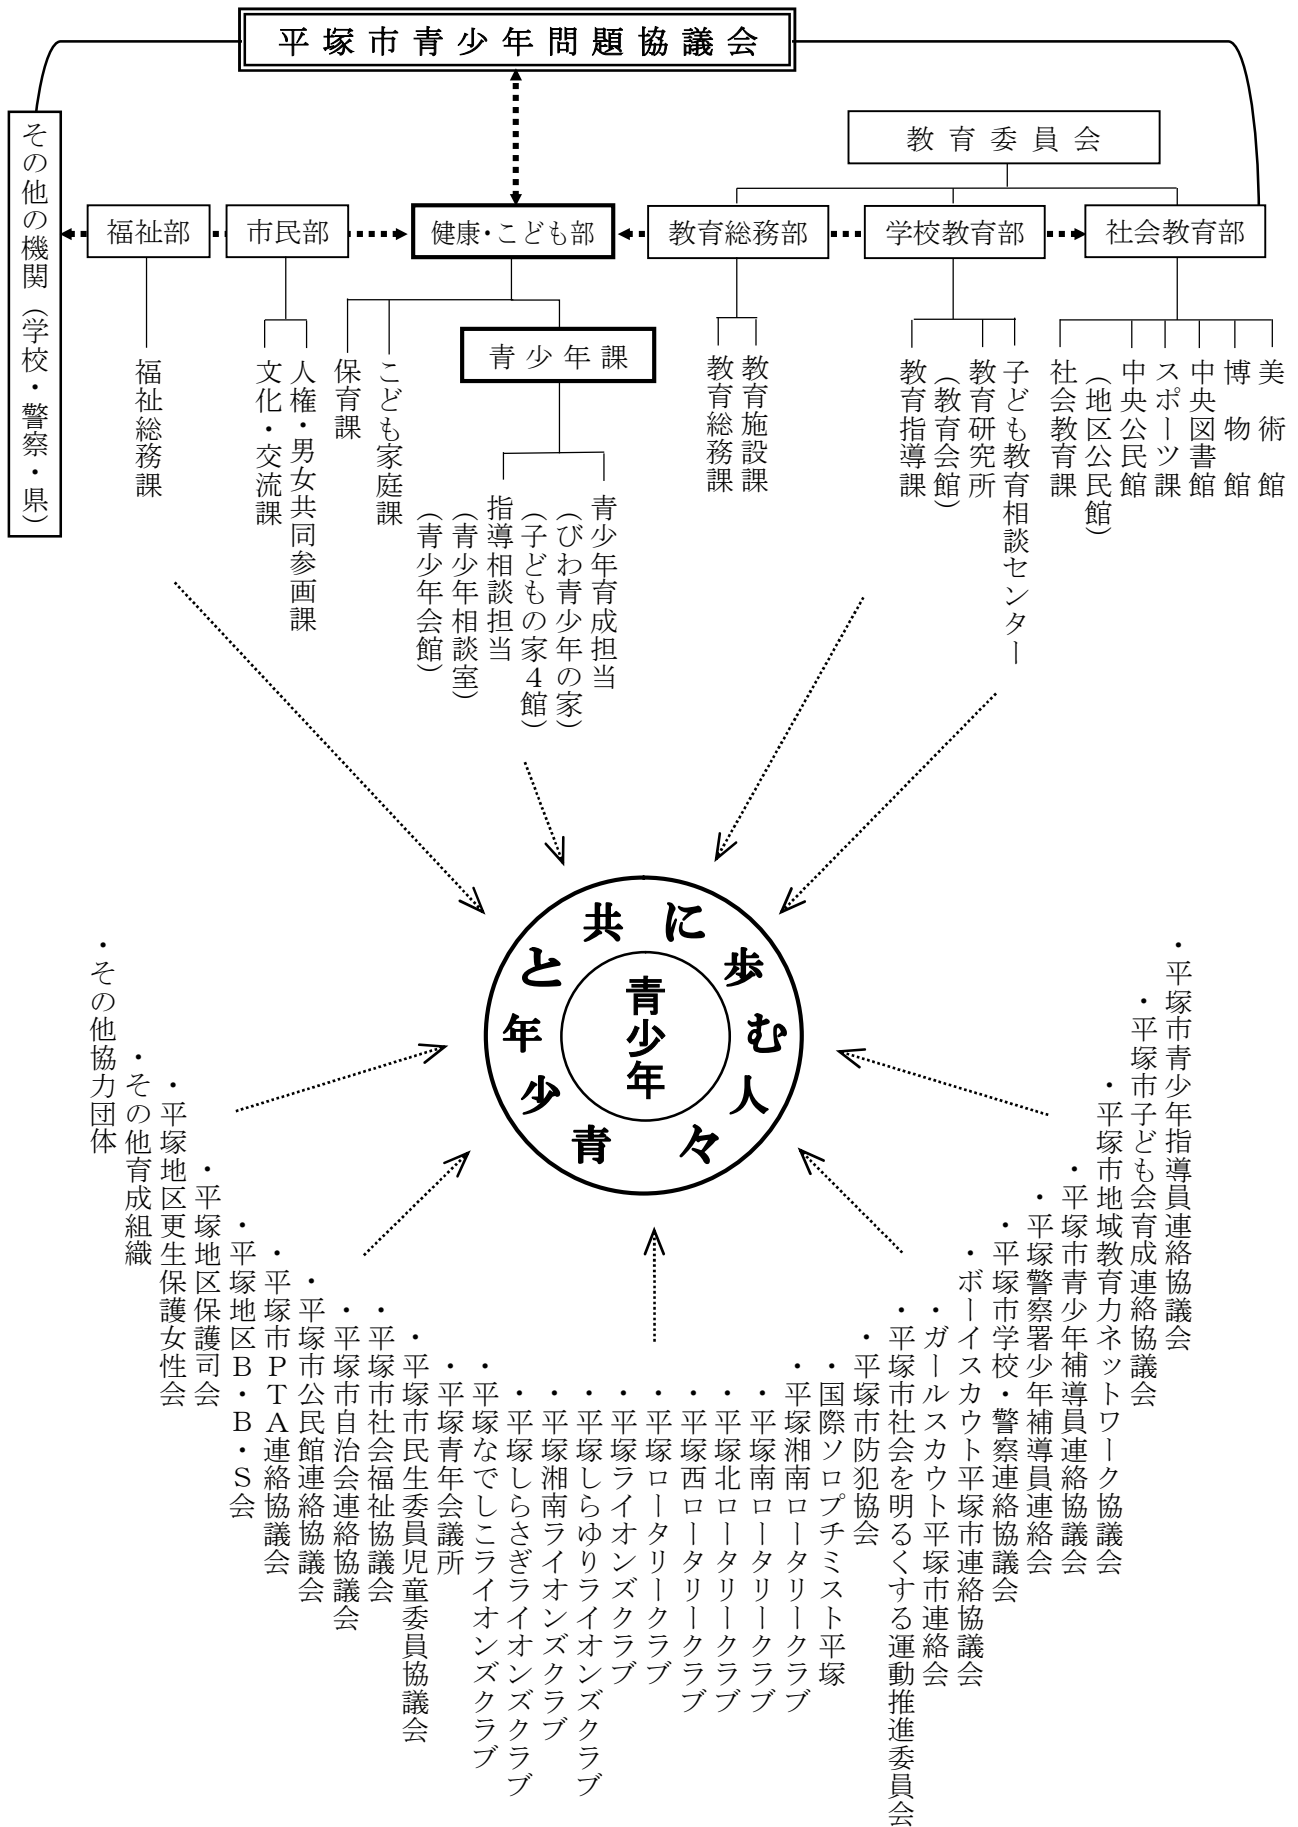 平塚市青少年問題協議会
教育委員会
その他の機関（学校・警察・県）
福祉部
市民部
健康・こども部
教育総務部
学校教育部
社会教育部
青少年課
福祉総務課
人権・男女共同参画課
文化・交流課
こども家庭課
保育課
青少年育成担当
（びわ青少年の家）
（子どもの家４館）
指導相談担当
（青少年相談室）
（青少年会館）
教育施設課
教育総務課
子ども教育相談センター
教育研究所
（教育会館）
教育指導課
美術館
博物館
中央図書館
スポーツ課
中央公民館
（地区公民館）
社会教育課
青少年と共に歩む人々
青少年
・平塚市青少年指導員連絡協議会
・平塚市子ども会育成連絡協議会
・平塚市地域教育力ネットワーク協議会
・平塚市青少年補導員連絡協議会
・平塚警察署少年補導員連絡会
・平塚市学校・警察連絡協議会
・ボーイスカウト平塚市連絡協議会
・ガールスカウト平塚市連絡会
・平塚市社会を明るくする運動推進委員会
・平塚市防犯協会
・国際ソロプチミスト平塚
・平塚湘南ロータリークラブ
・平塚南ロータリークラブ
・平塚北ロータリークラブ
・平塚西ロータリークラブ
・平塚ロータリークラブ
・平塚ライオンズクラブ
・平塚しらゆりライオンズクラブ
・平塚湘南ライオンズクラブ
・平塚しらさぎライオンズクラブ
・平塚なでしこライオンズクラブ
・平塚青年会議所
・平塚市民生委員児童委員協議会
・平塚市社会福祉協議会
・平塚市自治会連絡協議会
・平塚市公民館連絡協議会
・平塚市ＰＴＡ連絡協議会
・平塚地区Ｂ・Ｂ・Ｓ会
・平塚地区保護司会
・平塚地区更生保護女性会
・その他育成組織
・その他協力団体